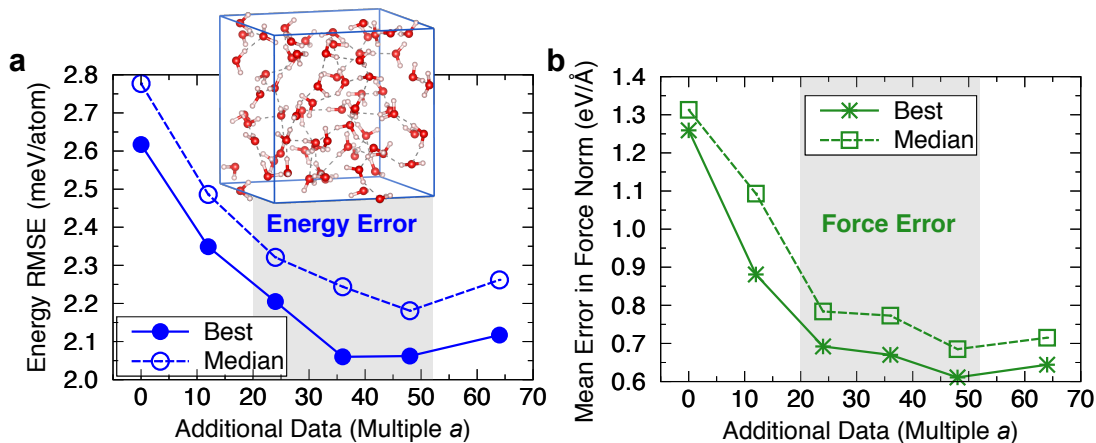 a
Energy RMSE (meV/atom)
2.8
2.7
2.6
2.5
2.4
2.3
2.2
2.1
2.0
Energy Error
Best
Median
0 10 20 30 40 50 60 70
Additional Data (Multiple a)
b
Mean Error in Force Norm (eV/Å)
1.4
1.3
1.2
1.1
1.0
0.9
0.8
0.7
0.6
Best
Median
Force Error
0 10 20 30 40 50 60 70
Additional Data (Multiple a)